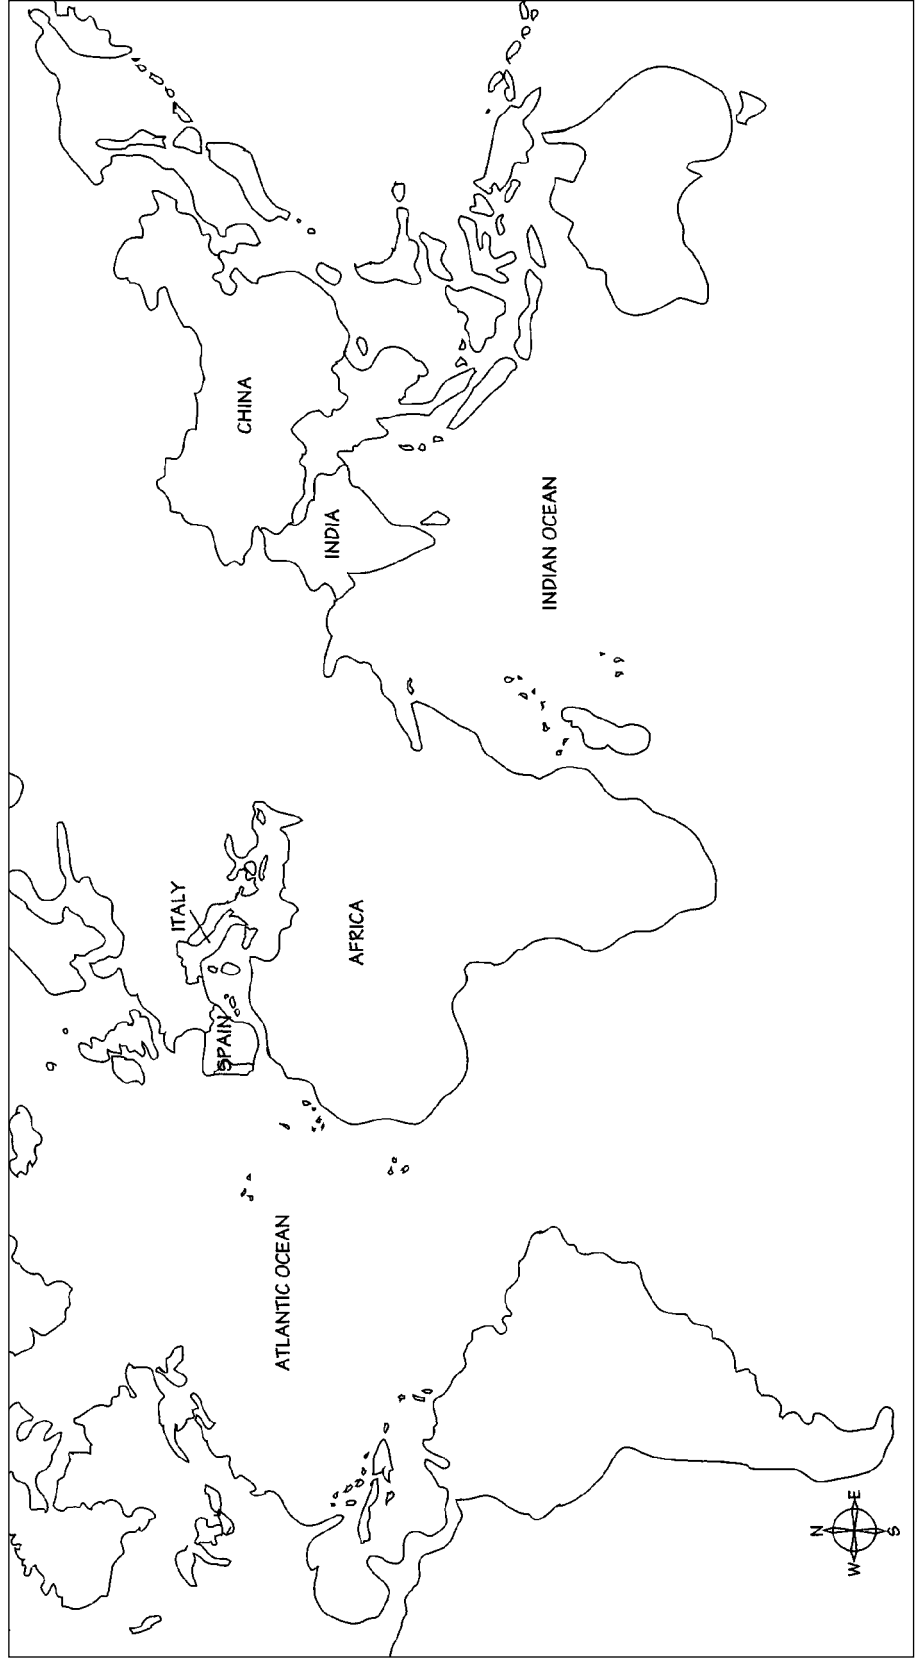 ITALY
SPAIN
CHINA
INDIA
AFRICA
ATLANTIC OCEAN
INDIAN OCEAN
N
W
E
S